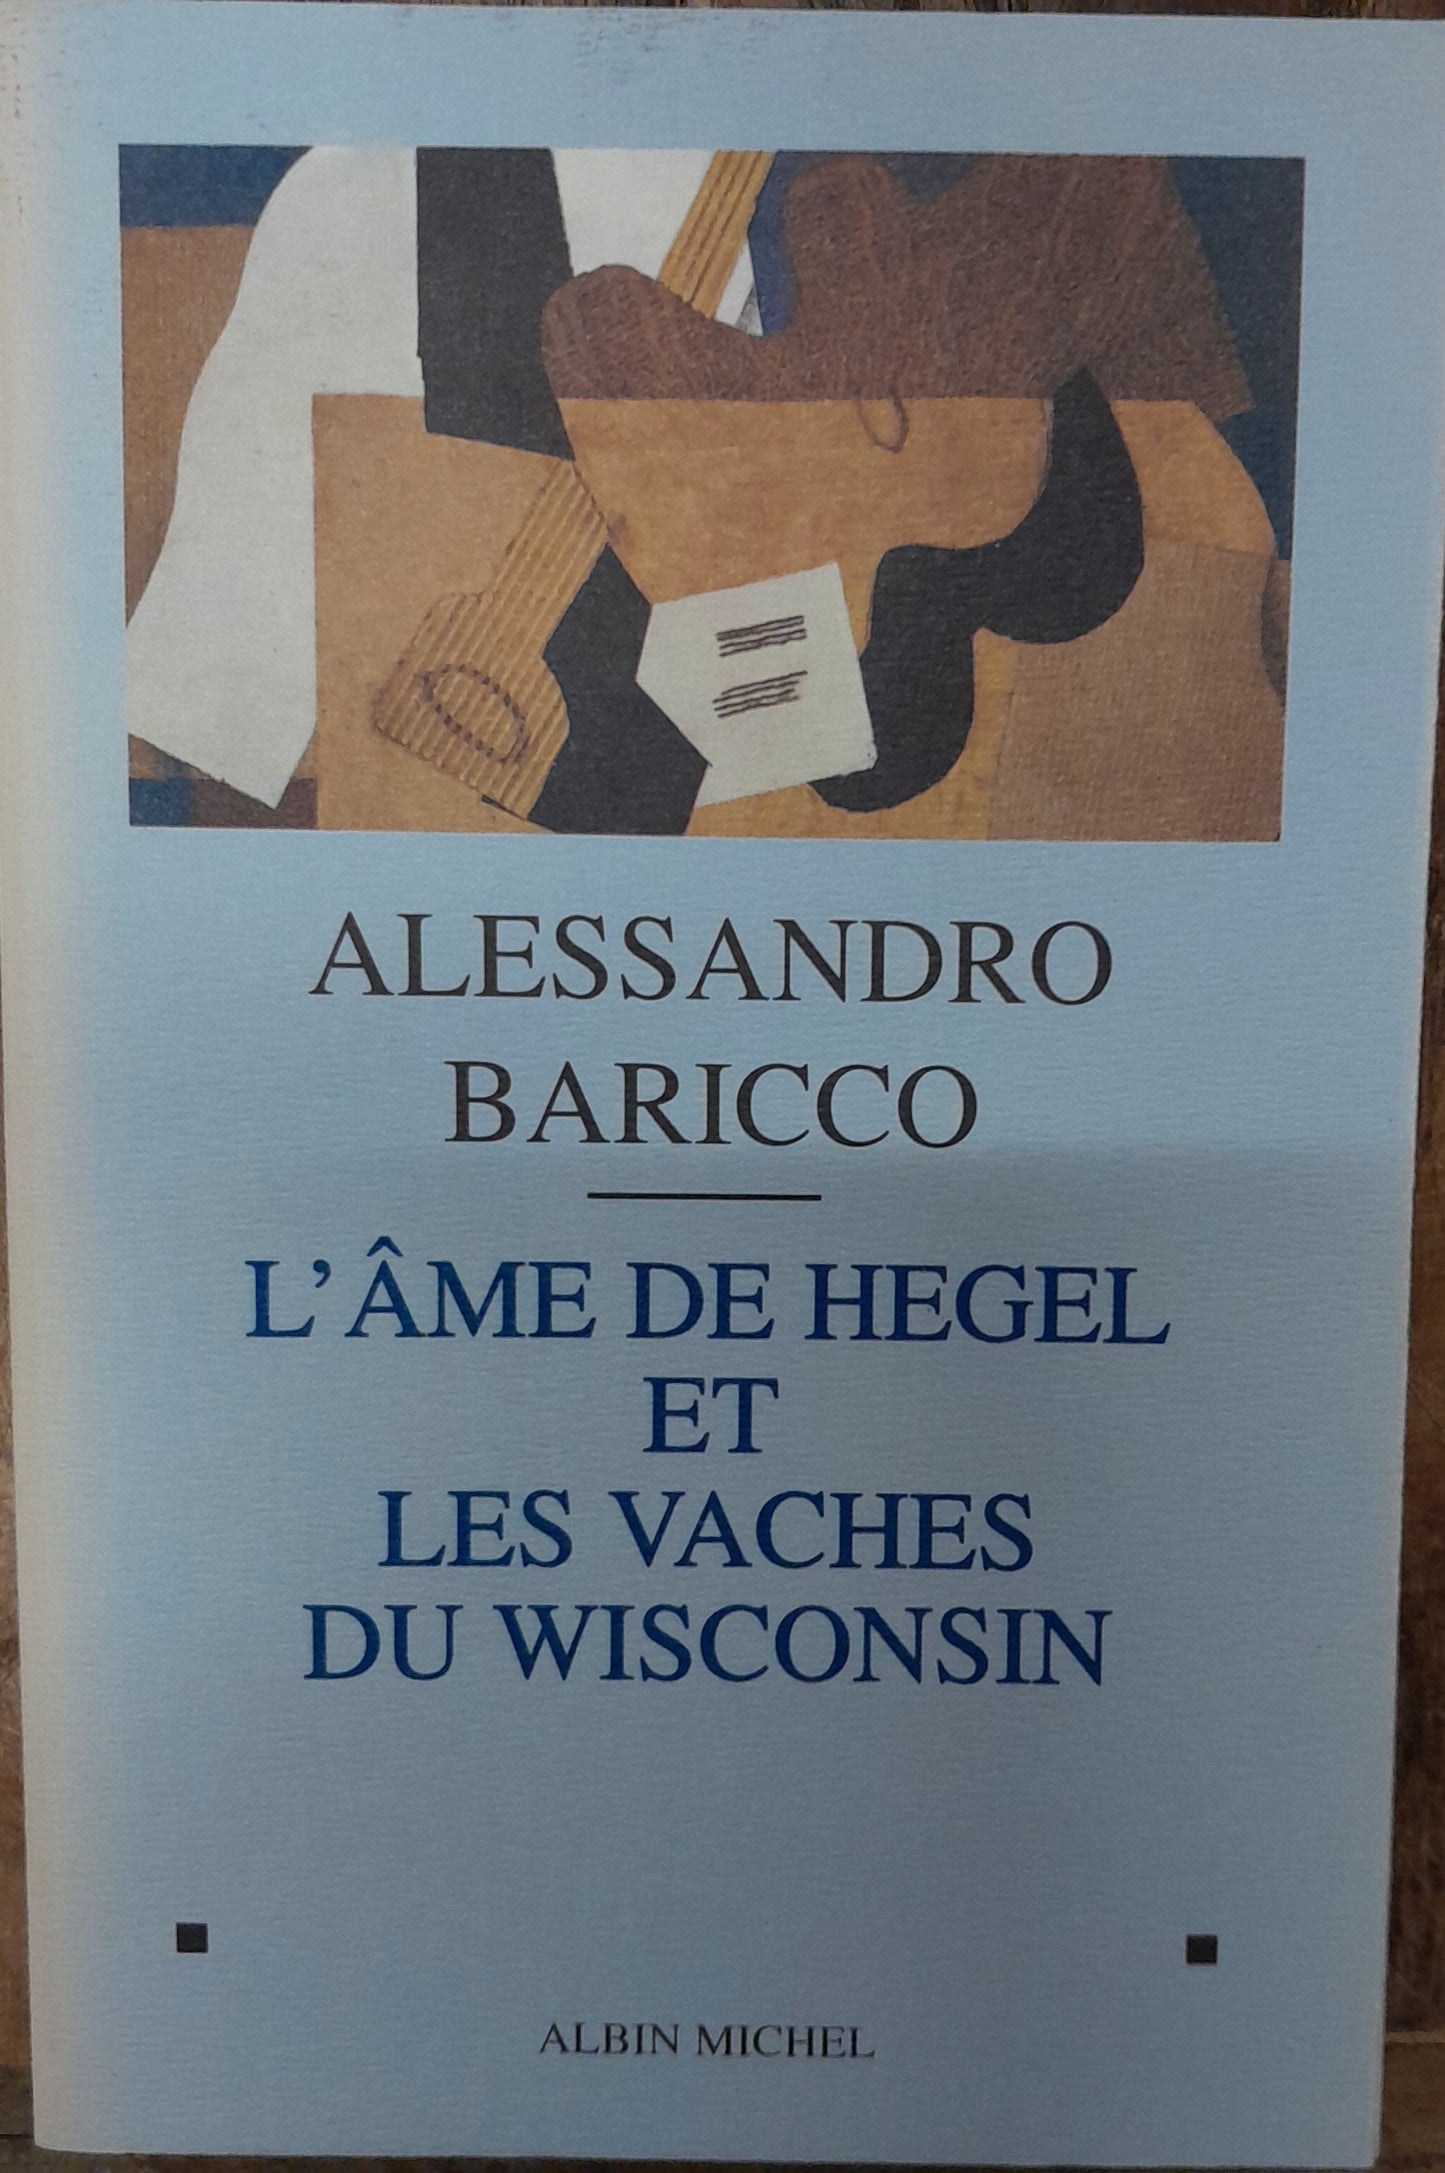 ALESSANDRO
BARICCO
L'ÂME DE HEGEL
ET
LES VACHES
DU WISCONSIN
ALBIN MICHEL